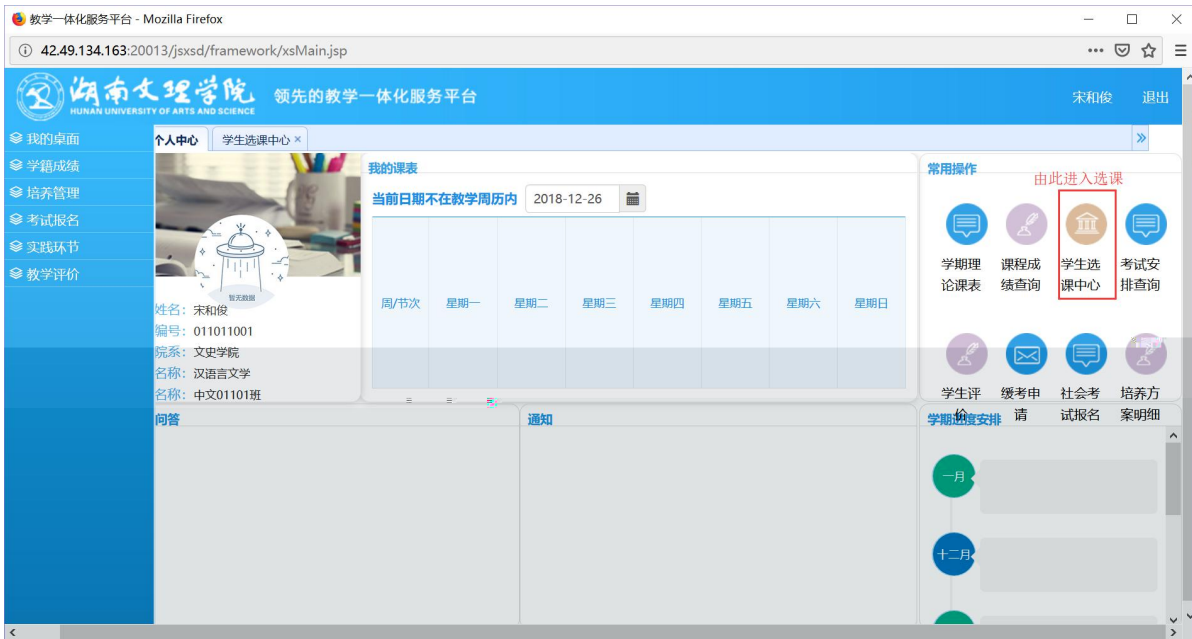 教学一体化服务平台 - Mozilla Firefox
42.49.134.163:20013/jsxsd/framework/xsMain.jsp
湖南文理学院
HUNAN UNIVERSITY OF ARTS AND SCIENCE
领先的教学一体化服务平台
宋和俊 退出
我的桌面
学籍成绩
培养管理
考试报名
实践环节
教学评价
个人中心 学生选课中心 ×
暂无数据
姓名：宋和俊
编号：011011001
院系：文史学院
名称：汉语言文学
名称：中文01101班
我的课表
当前日期不在教学周历内 2018-12-26
周/节次 星期一 星期二 星期三 星期四 星期五 星期六 星期日
常用操作
由此进入选课
学期理论课表
课程成绩查询
学生选课中心
考试安排查询
学生评价
缓考申请
社会考试报名
培养方案明细
问答
通知
学期进度安排
一月
十二月